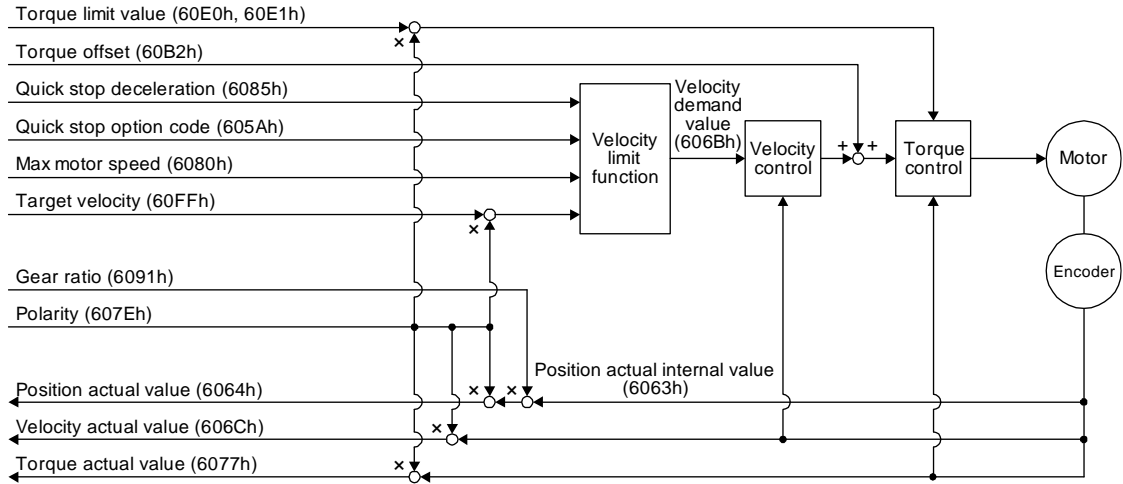 Torque limit value (60E0h, 60E1h)
×
Torque offset (60B2h)
Quick stop deceleration (6085h)
Quick stop option code (605Ah)
Max motor speed (6080h)
Target velocity (60FFh)
×
Velocity
limit
function
Velocity
demand
value
(606Bh)
Velocity
control
+ +
Torque
control
Motor
Encoder
Gear ratio (6091h)
Polarity (607Eh)
Position actual internal value
(6063h)
× ×
Position actual value (6064h)
×
Velocity actual value (606Ch)
×
Torque actual value (6077h)